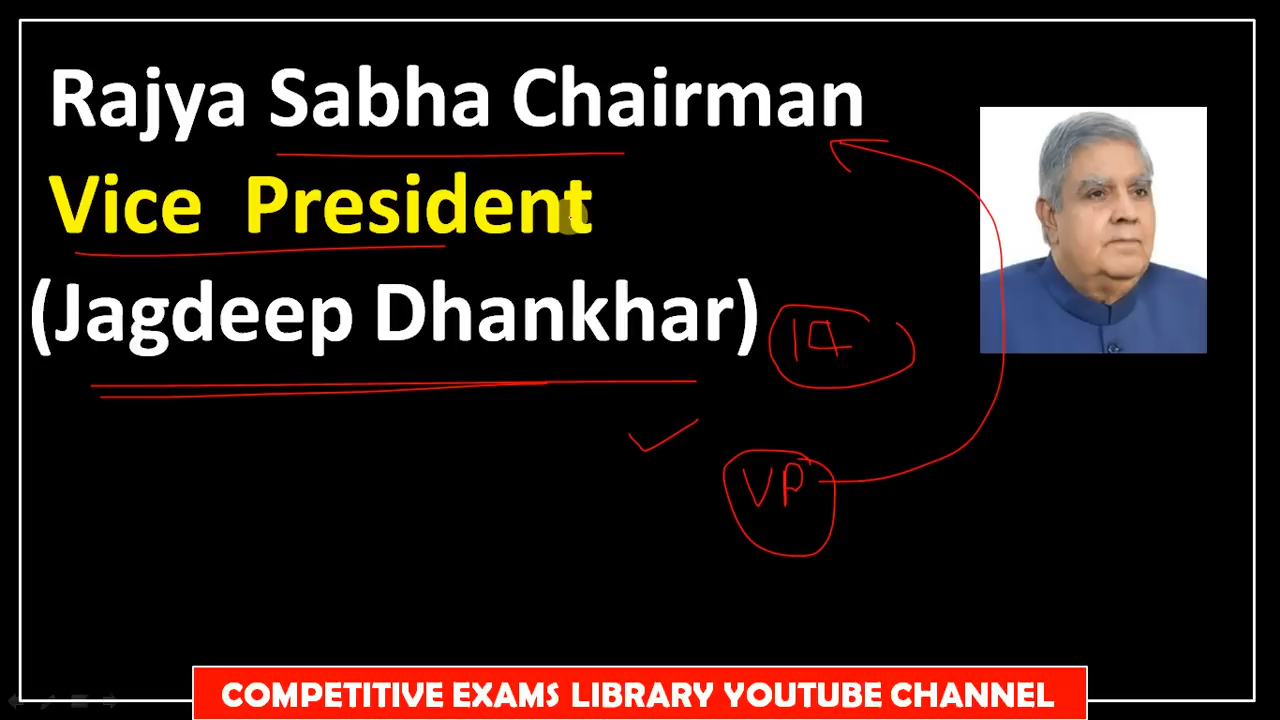 Rajya Sabha Chairman
Vice President
(Jagdeep Dhankhar)
14
VP
COMPETITIVE EXAMS LIBRARY YOUTUBE CHANNEL